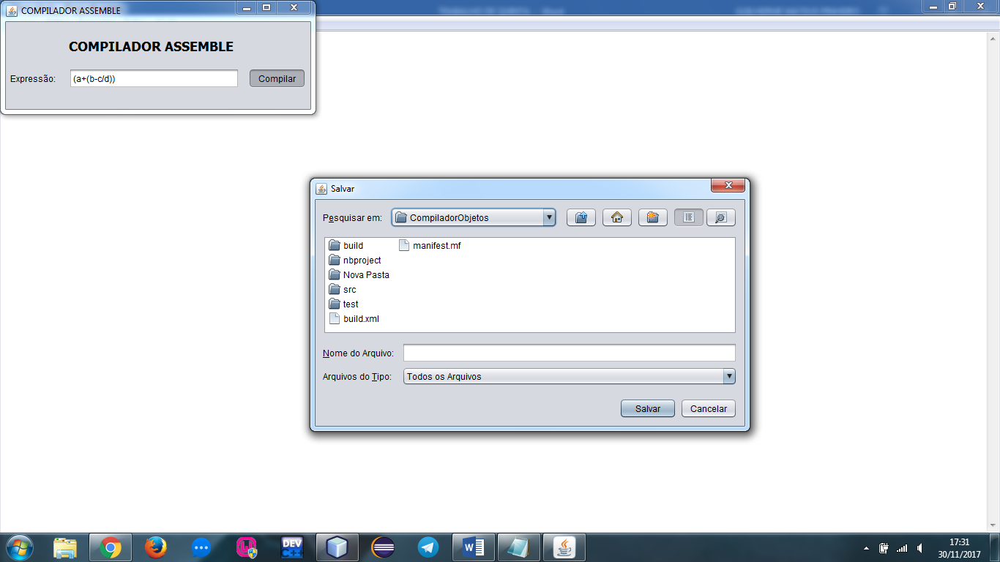 COMPILADOR ASSEMBLE
COMPILADOR ASSEMBLE
Expressão: (a+(b-c/d)) Compilar
Salvar
Pesquisar em: CompiladorObjetos
build manifest.mf
nbproject
Nova Pasta
src
test
build.xml
Nome do Arquivo:
Arquivos do Tipo: Todos os Arquivos
Salvar Cancelar
DEV
C++
W
17:31
30/11/2017